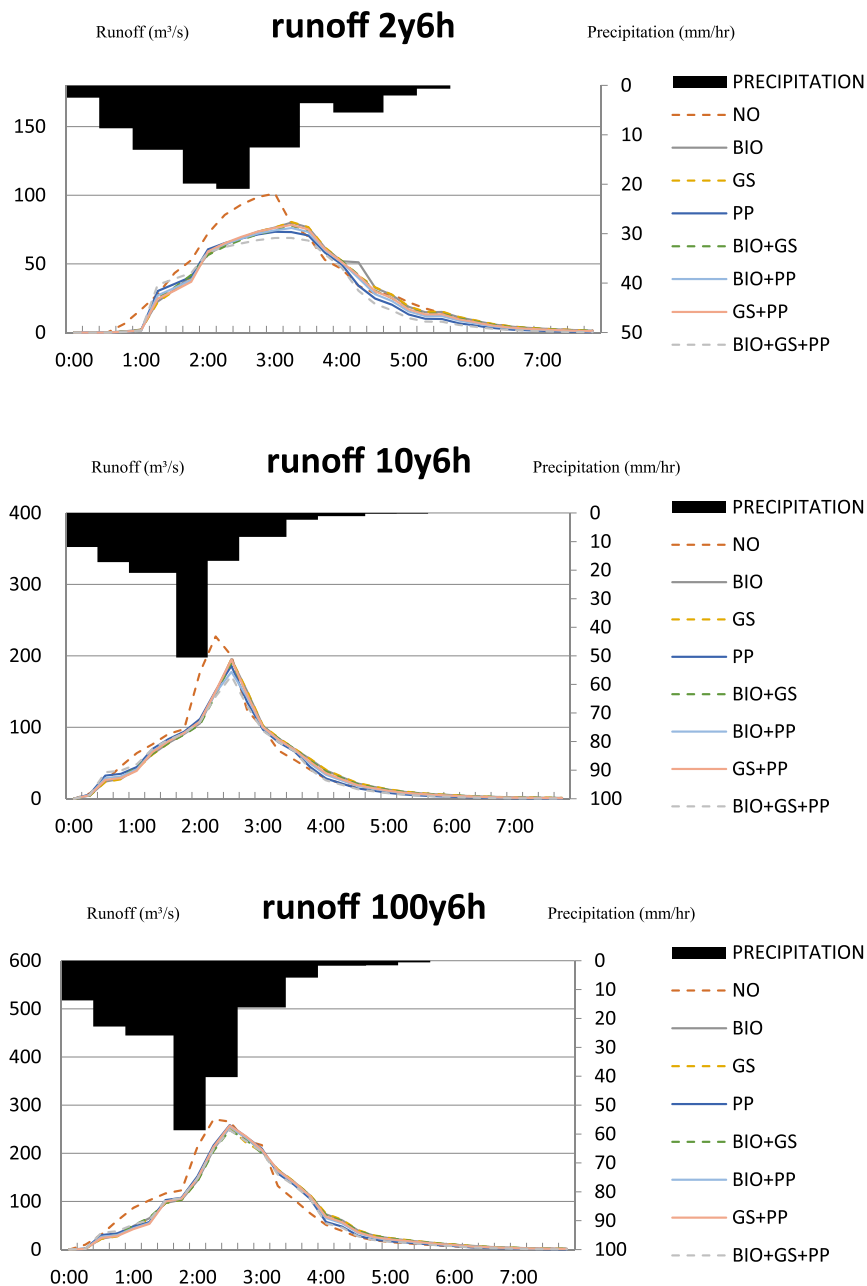 runoff 2y6h
Runoff (m³/s)
Precipitation (mm/hr)
150
100
50
0
0
10
20
30
40
50
0:00 1:00 2:00 3:00 4:00 5:00 6:00 7:00
PRECIPITATION
NO
BIO
GS
PP
BIO+GS
BIO+PP
GS+PP
BIO+GS+PP
runoff 10y6h
Runoff (m³/s)
Precipitation (mm/hr)
400
300
200
100
0
0
10
20
30
40
50
60
70
80
90
100
0:00 1:00 2:00 3:00 4:00 5:00 6:00 7:00
PRECIPITATION
NO
BIO
GS
PP
BIO+GS
BIO+PP
GS+PP
BIO+GS+PP
runoff 100y6h
Runoff (m³/s)
Precipitation (mm/hr)
600
500
400
300
200
100
0
0
10
20
30
40
50
60
70
80
90
100
0:00 1:00 2:00 3:00 4:00 5:00 6:00 7:00
PRECIPITATION
NO
BIO
GS
PP
BIO+GS
BIO+PP
GS+PP
BIO+GS+PP